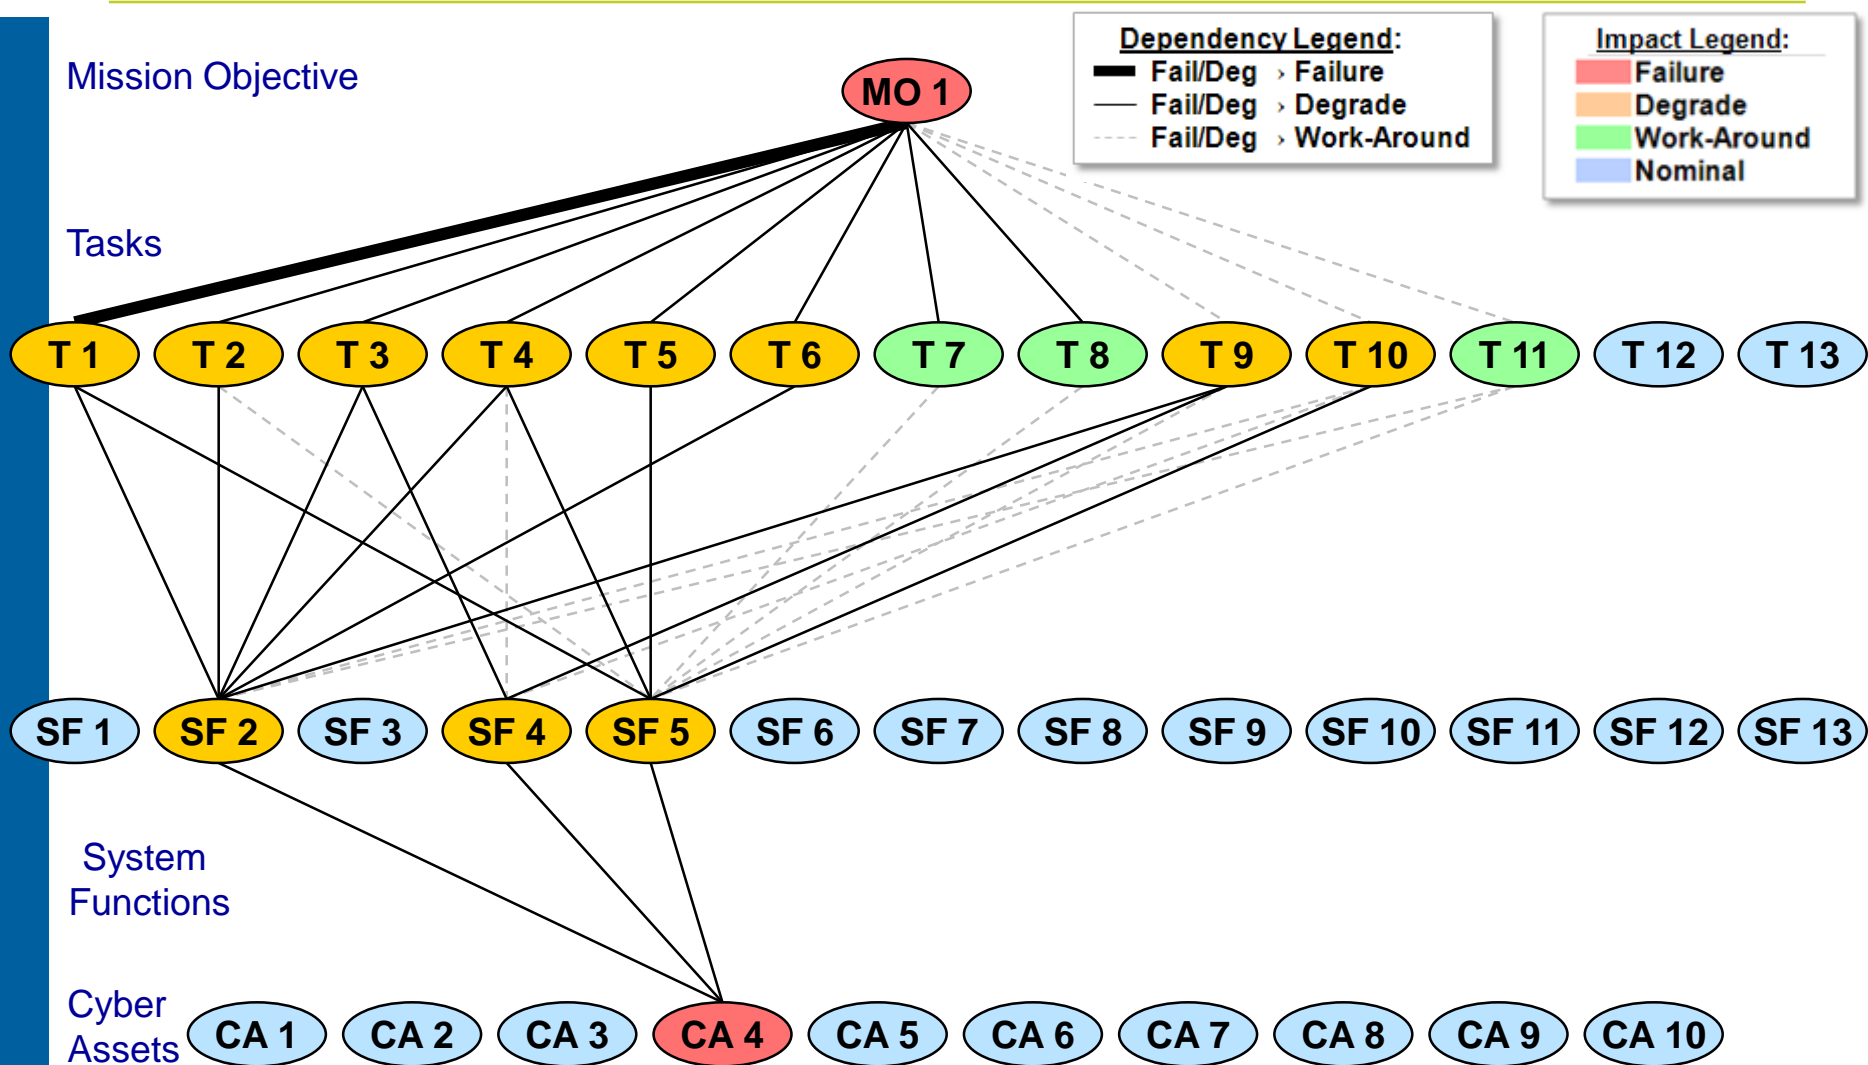 Mission Objective
MO 1
Dependency Legend:
Fail/Deg › Failure
Fail/Deg › Degrade
Fail/Deg › Work-Around
Impact Legend:
Failure
Degrade
Work-Around
Nominal
Tasks
T 1 T 2 T 3 T 4 T 5 T 6 T 7 T 8 T 9 T 10 T 11 T 12 T 13
SF 1 SF 2 SF 3 SF 4 SF 5 SF 6 SF 7 SF 8 SF 9 SF 10 SF 11 SF 12 SF 13
System
Functions
Cyber
Assets
CA 1 CA 2 CA 3 CA 4 CA 5 CA 6 CA 7 CA 8 CA 9 CA 10